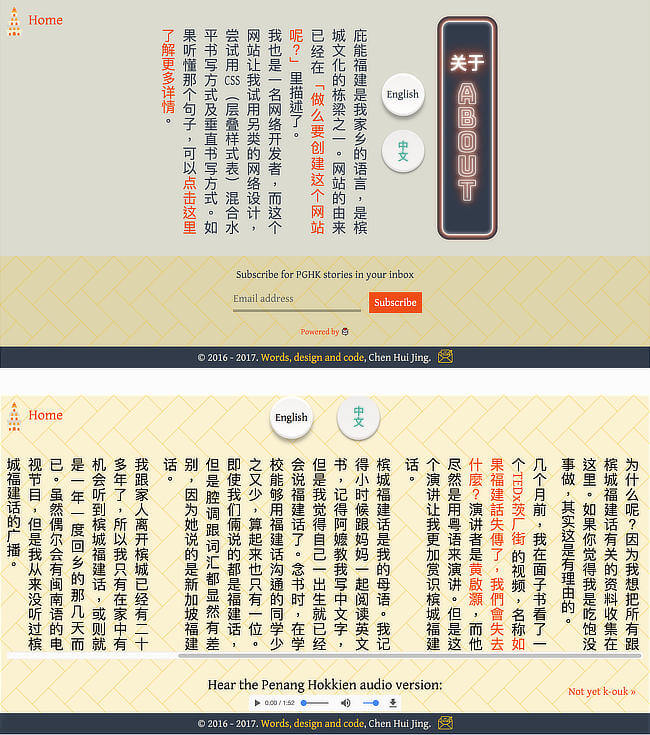 Home
关于
ABOUT
English
中文
庇能福建是我家乡的语言，是槟
城文化的栋梁之一。网站的由来
已经在「做么要创建这个网站
呢？」里描述了。
我也是一名网络开发者，而这个
网站让我试用另类的网络设计，
尝试用 CSS（层叠样式表）混合水
平书写方式及垂直书写方式。如
果听懂那个句子，可以点击这里
了解更多详情。
Subscribe for PGHK stories in your inbox
Email address
Subscribe
Powered by
© 2016 - 2017. Words, design and code, Chen Hui Jing.
Home
English
中文
为什么呢？因为我想把所有跟
槟城福建话有关的资料收集在
这里。如果你觉得我是吃饱没
事做，其实这是有理由的。
几个月前，我在面子书看了一
个 TEDx茨厂街 的视频，名称如
果福建話失傳了，我們會失去
什麼？演讲者是黄啟灝，而他
尽然是用粤语来演讲。但是这
个演讲让我更加赏识槟城福建
话。
槟城福建话是我的母语。我记
得小时候跟妈妈一起阅读英文
书，记得阿嬷教我写中文字，
但是我觉得自己一出生就已经
会说福建话了。念书时，在学
校能够用福建话沟通的同学少
之又少，算起来也只有一位。
即使我们俩说的都是福建话，
但是腔调跟词汇都显然有差
别，因为她说的是新加坡福建
话。
我跟家人离开槟城已经有二十
多年了，所以我只有在家中有
机会听到槟城福建话，或则就
是一年一度回乡的那几天而
已。虽然偶尔会有闽南语的电
视节目，但是我从来没听过槟
城福建话的广播。
Hear the Penang Hokkien audio version:
0:00 / 1:52
Not yet k-ouk »
© 2016 - 2017. Words, design and code, Chen Hui Jing.